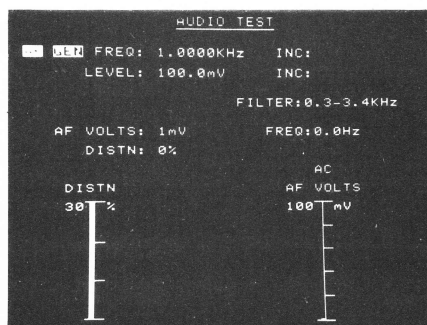 AUDIO TEST
GEN FREQ: 1.0000KHz INC:
LEVEL: 100.0mV INC:
FILTER:0.3-3.4KHz
AF VOLTS: 1mV FREQ:0.0Hz
DISTN: 0%
AC
DISTN AF VOLTS
30 % 100 mV